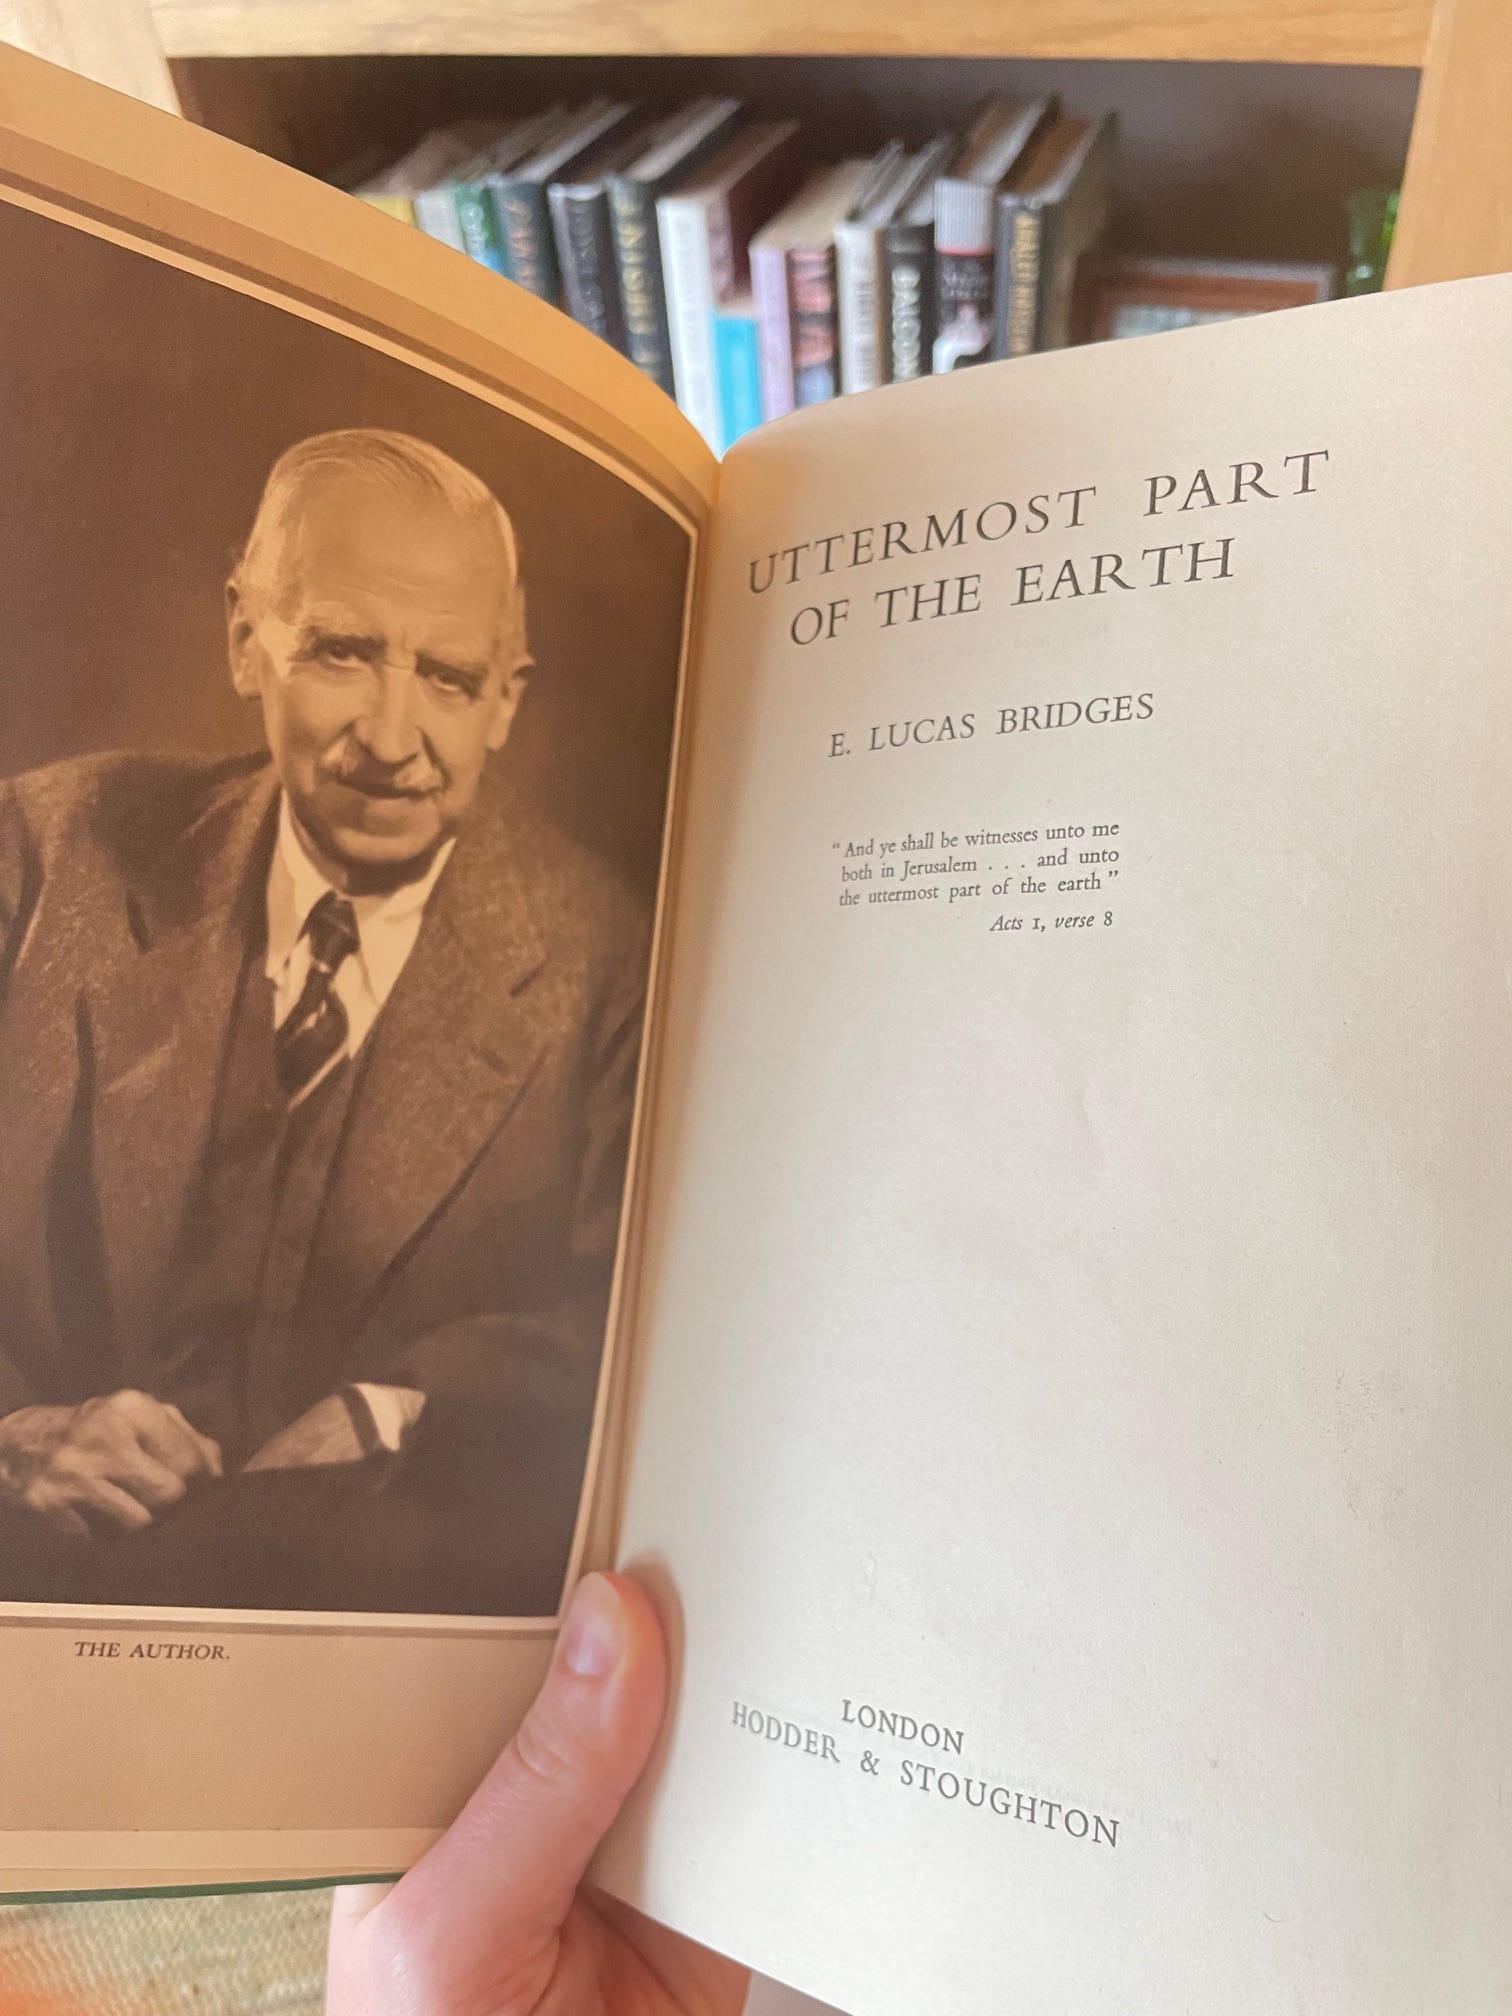 THE AUTHOR.
UTTERMOST PART
OF THE EARTH
E. LUCAS BRIDGES
“And ye shall be witnesses unto me
both in Jerusalem . . . and unto
the uttermost part of the earth”
Acts 1, verse 8
LONDON
HODDER & STOUGHTON